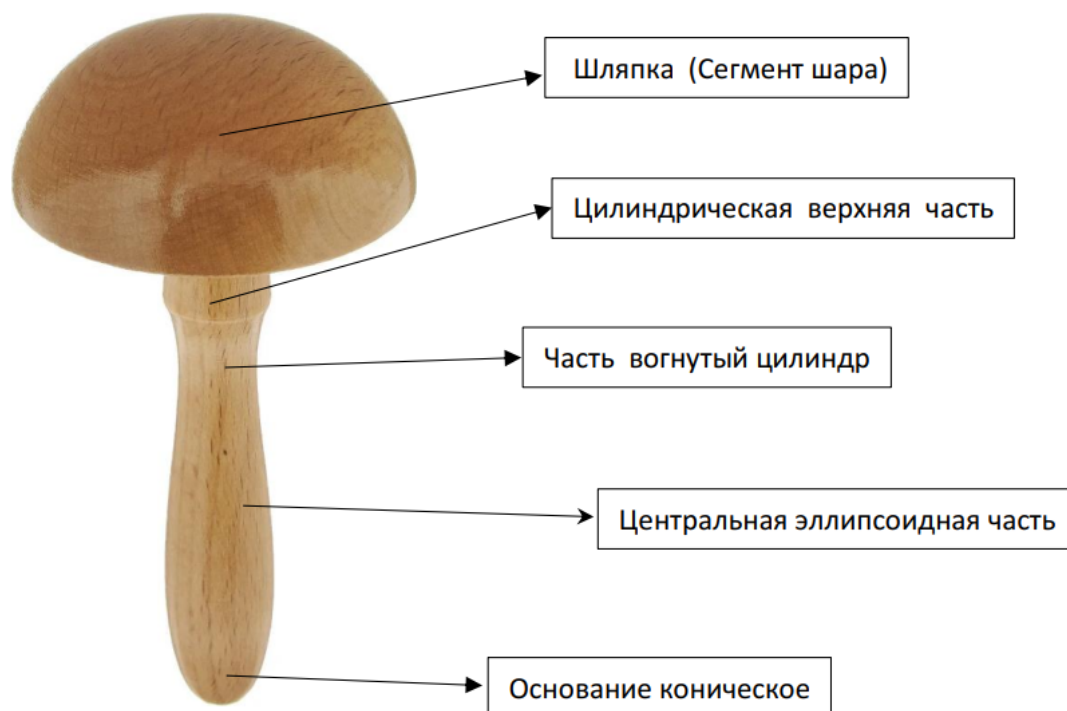 Шляпка (Сегмент шара)
Цилиндрическая верхняя часть
Часть вогнутый цилиндр
Центральная эллипсоидная часть
Основание коническое